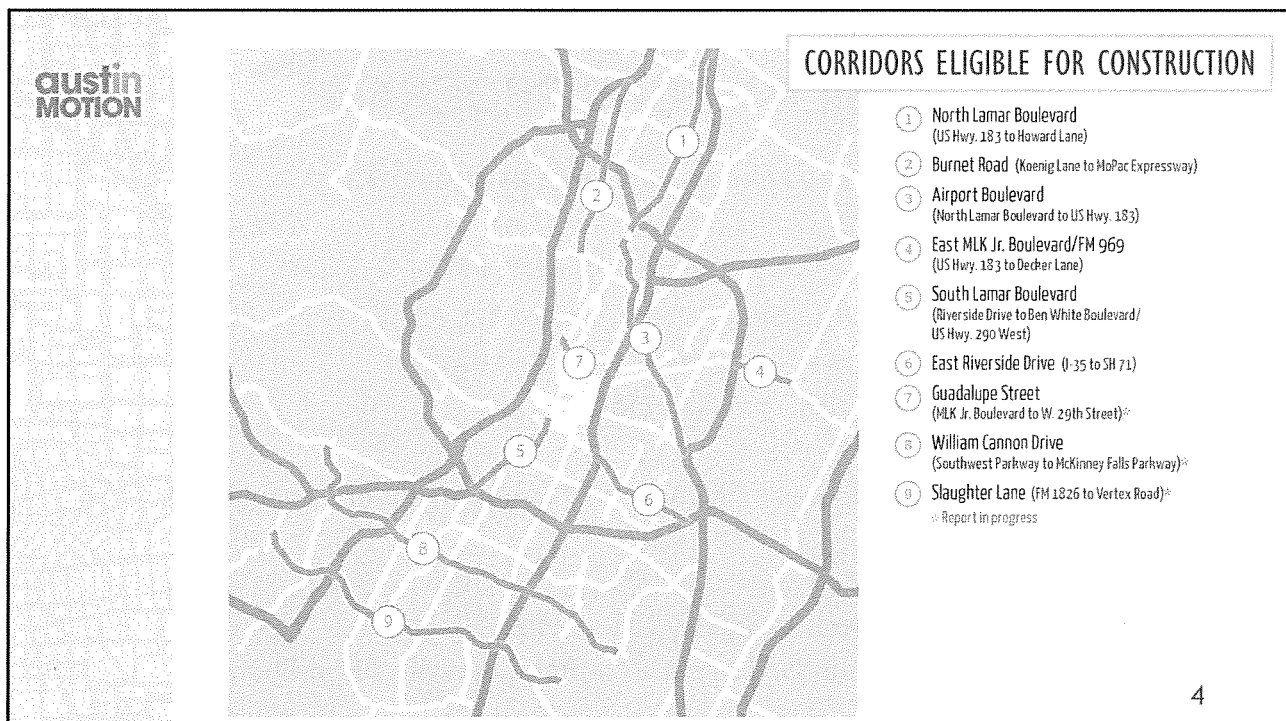 austin
MOTION
CORRIDORS ELIGIBLE FOR CONSTRUCTION
1 North Lamar Boulevard
(US Hwy. 183 to Howard Lane)
2 Burnet Road (Koenig Lane to MoPac Expressway)
3 Airport Boulevard
(North Lamar Boulevard to US Hwy. 183)
4 East MLK Jr. Boulevard/FM 969
(US Hwy. 183 to Decker Lane)
5 South Lamar Boulevard
(Riverside Drive to Ben White Boulevard/
US Hwy. 290 West)
6 East Riverside Drive (I-35 to SH 71)
7 Guadalupe Street
(MLK Jr. Boulevard to W. 29th Street)*
8 William Cannon Drive
(Southwest Parkway to McKinney Falls Parkway)*
9 Slaughter Lane (FM 1826 to Vertex Road)*
* Report in progress
1
2
3
7
4
5
6
8
9
4